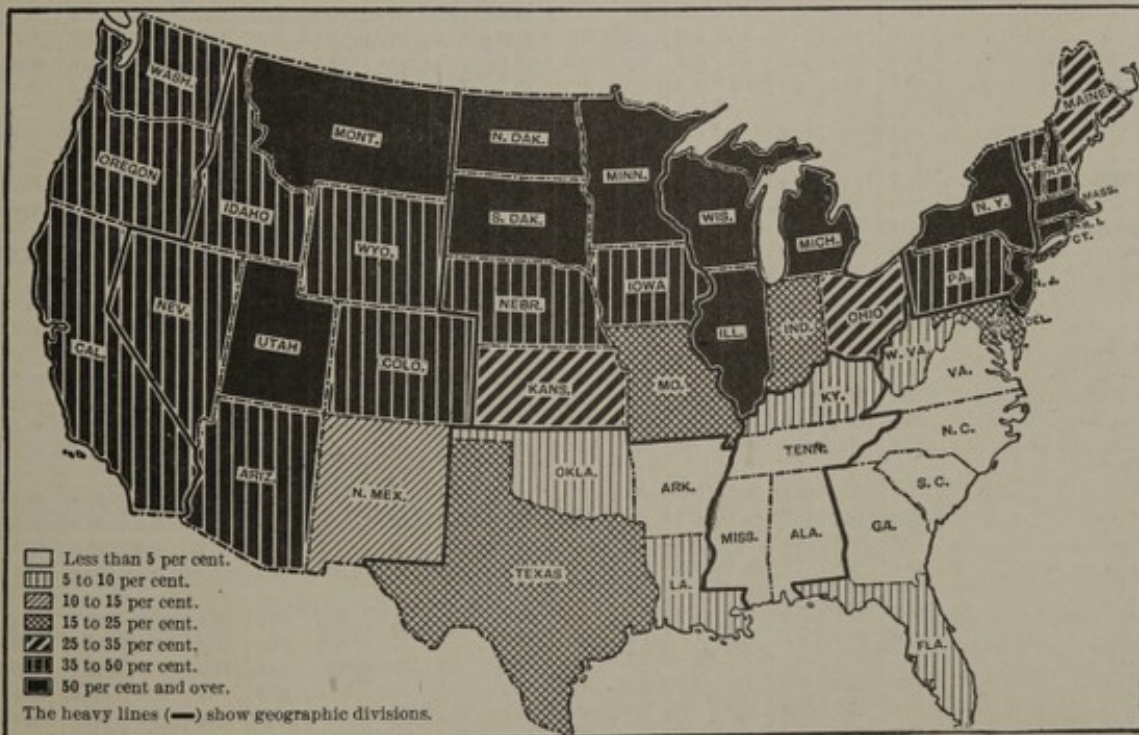 WASH.
MONT.
N. DAK.
MINN.
MAINE
OREGON
IDAHO
S. DAK.
WIS.
MICH.
N. Y.
VT.
N.H.
MASS.
R. I.
CT.
WYO.
IOWA
PA.
N. J.
NEV.
NEBR.
CAL.
UTAH
COLO.
ILL.
IND.
OHIO
DEL.
W. VA.
VA.
KANS.
MO.
KY.
N. C.
TENN.
ARIZ.
N. MEX.
OKLA.
ARK.
S. C.
MISS.
ALA.
GA.
TEXAS
LA.
FLA.
Less than 5 per cent.
5 to 10 per cent.
10 to 15 per cent.
15 to 25 per cent.
25 to 35 per cent.
35 to 50 per cent.
50 per cent and over.
The heavy lines (—) show geographic divisions.